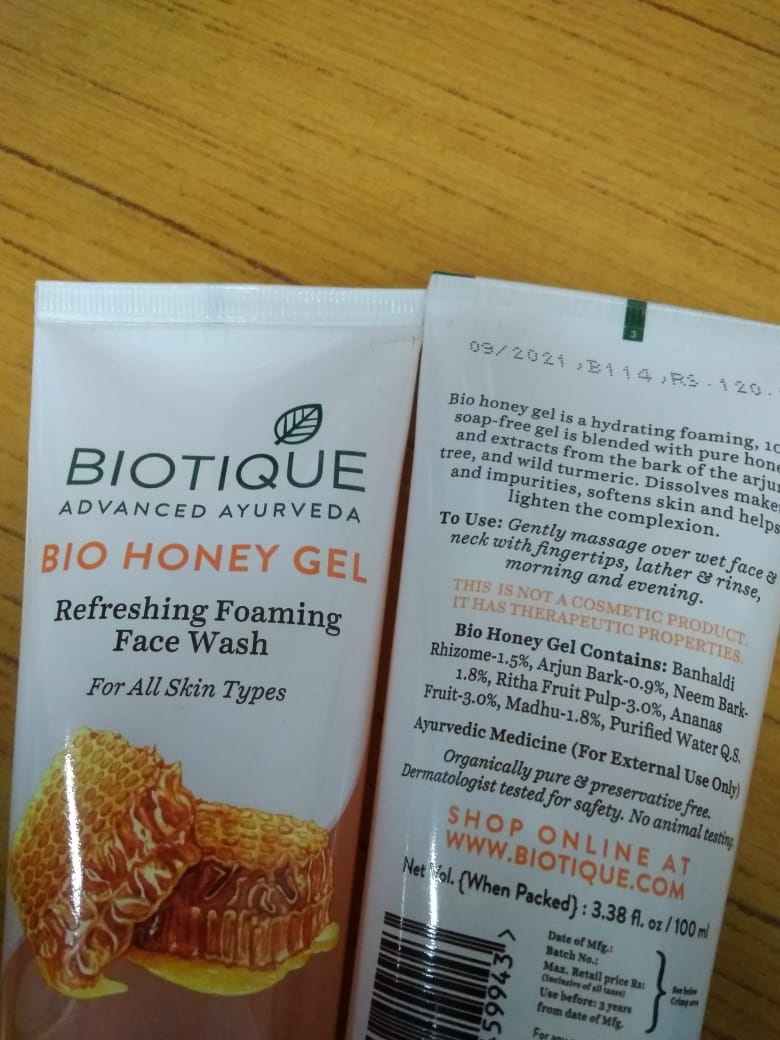 BIOTIQUE
ADVANCED AYURVEDA
BIO HONEY GEL
Refreshing Foaming
Face Wash
For All Skin Types
3
09/2021 ,B114 ,RS .120.
Bio honey gel is a hydrating foaming,
soap-free gel is blended with pure
and extracts from the bark of the
tree, and wild turmeric. Dissolves
and impurities, softens skin and helps
lighten the complexion.
To Use: Gently massage over wet face &
neck with fingertips, lather & rinse,
morning and evening.
THIS IS NOT A COSMETIC PRODUCT.
IT HAS THERAPEUTIC PROPERTIES.
Bio Honey Gel Contains: Banhaldi
Rhizome-1.5%, Arjun Bark-0.9%, Neem Bark-
1.8%, Ritha Fruit Pulp-3.0%, Ananas
Fruit-3.0%, Madhu-1.8%, Purified Water Q.S.
Ayurvedic Medicine (For External Use Only)
Organically pure & preservative free.
Dermatologist tested for safety. No animal testing
SHOP ONLINE AT
WWW.BIOTIQUE.COM
Net Vol. {When Packed} : 3.38 fl. oz / 100 ml
59943>
Date of Mfg.:
Batch No.:
Max. Retail price Rs:
(Inclusive of all taxes)
Use before: 3 years
from date of Mfg.
See below
Crimp area